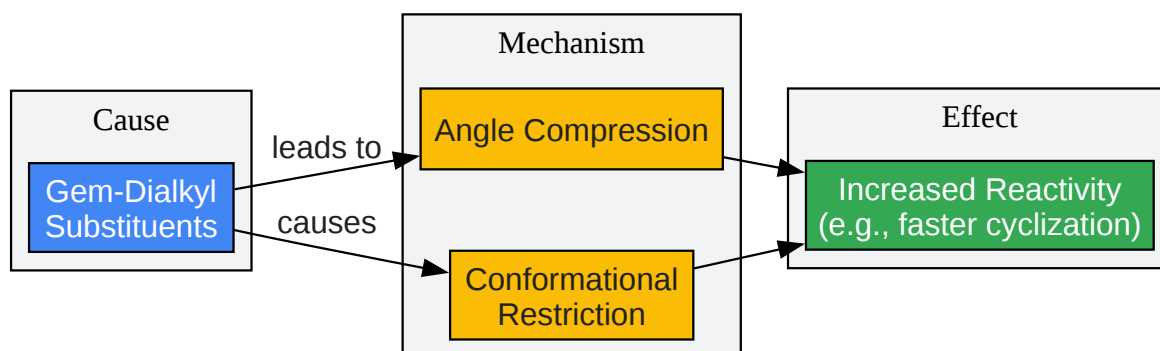 Cause
Gem-Dialkyl
Substituents
leads to
causes
Mechanism
Angle Compression
Conformational
Restriction
Effect
Increased Reactivity
(e.g., faster cyclization)